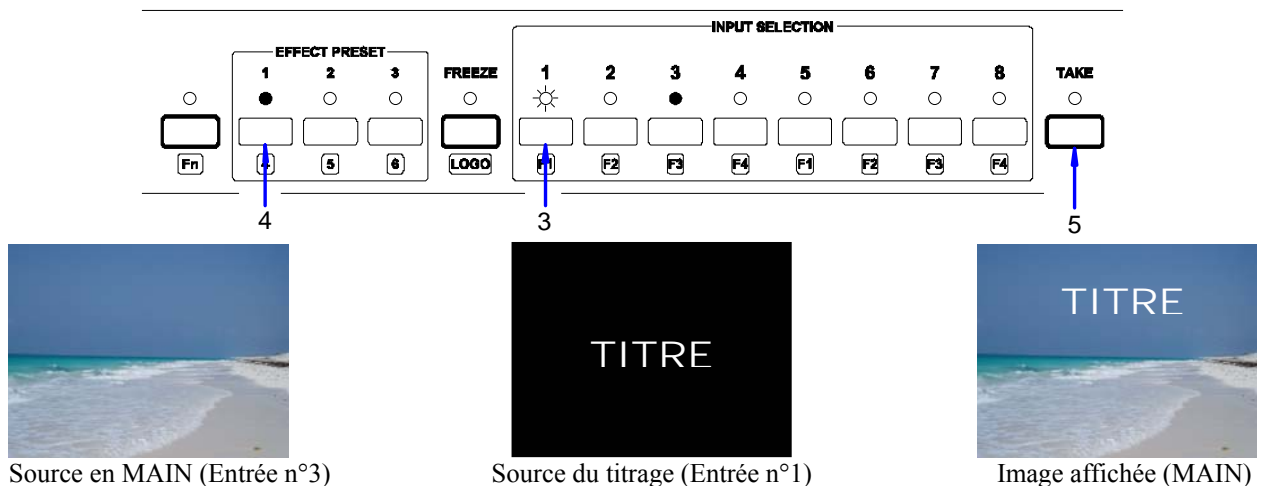 INPUT SELECTION
EFFECT PRESET
1 2 3 FREEZE 1 2 3 4 5 6 7 8 TAKE
Fn 4 5 6 LOGO F1 F2 F3 F4 F1 F2 F3 F4
4 3 5
TITRE
TITRE
Source en MAIN (Entrée n°3) Source du titrage (Entrée n°1) Image affichée (MAIN)